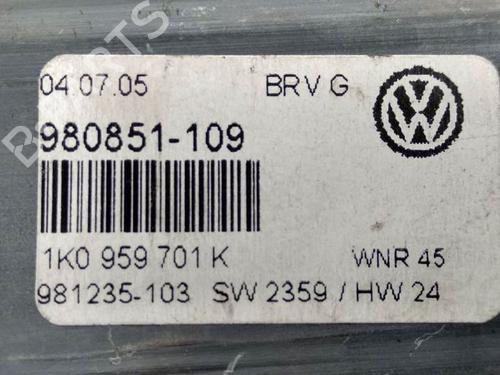 04.07.05 BRV G
980851-109
1K0 959 701 K WNR 45
981235-103 SW 2359 / HW 24